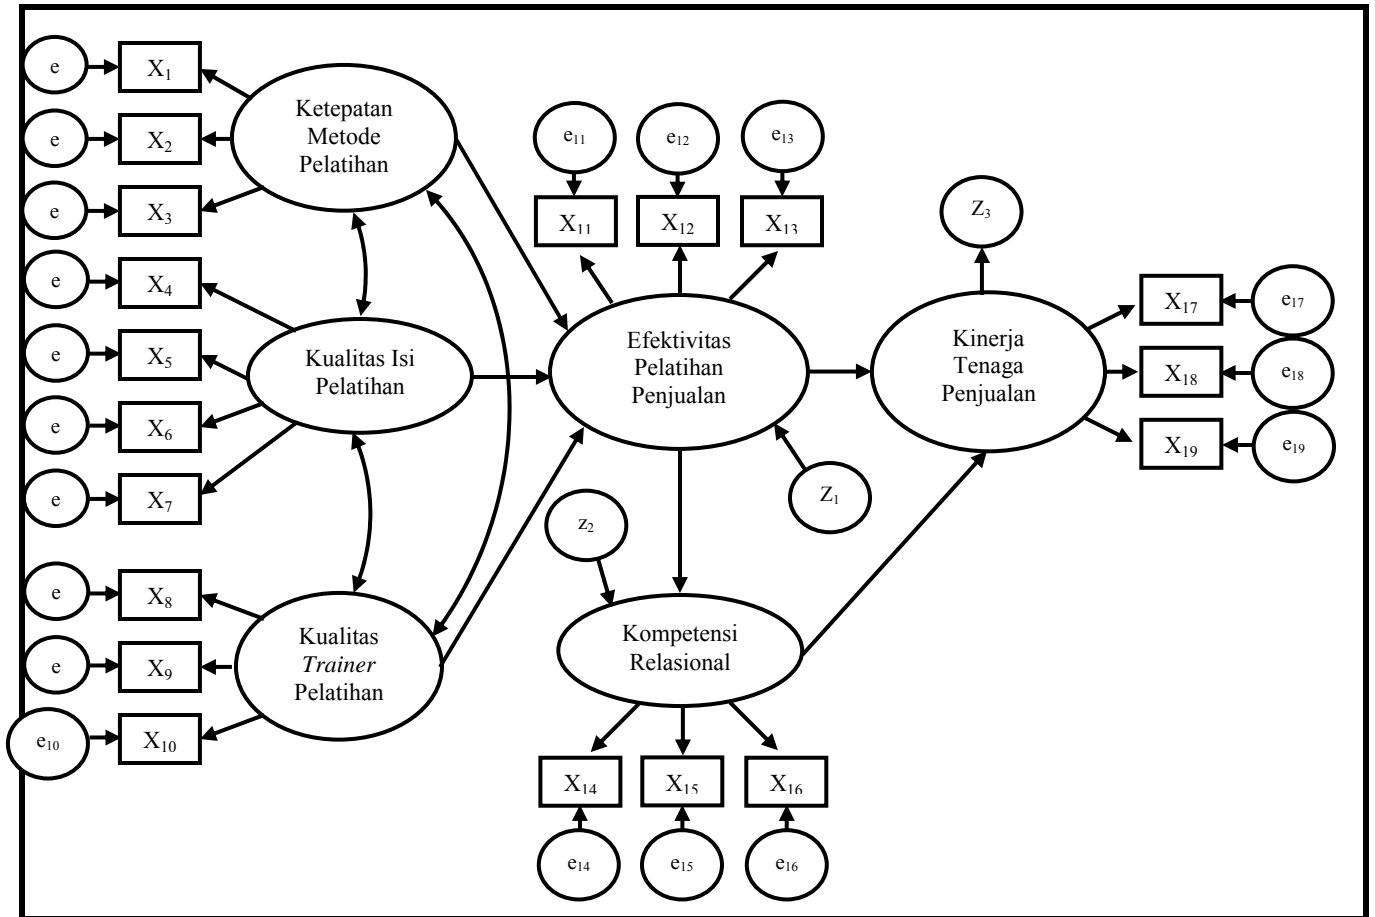 e
X₁
e
X₂
e
X₃
Ketepatan
Metode
Pelatihan
e
X₄
e
X₅
e
X₆
e
X₇
Kualitas Isi
Pelatihan
e
X₈
e
X₉
e₁₀
X₁₀
Kualitas
Trainer
Pelatihan
e₁₁
e₁₂
e₁₃
X₁₁
X₁₂
X₁₃
Efektivitas
Pelatihan
Penjualan
Z₁
z₂
Kompetensi
Relasional
X₁₄
X₁₅
X₁₆
e₁₄
e₁₅
e₁₆
Z₃
Kinerja
Tenaga
Penjualan
X₁₇
e₁₇
X₁₈
e₁₈
X₁₉
e₁₉